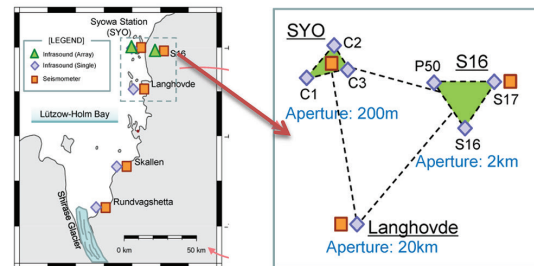 Syowa Station
(SYO)
[LEGEND]
Infrasound (Array)
Infrasound (Single)
Seismometer
S16
Langhovde
Lützow-Holm Bay
Skallen
Rundvagshetta
Shirase Glacier
0 km
50 km
SYO
C2
C1
C3
Aperture: 200m
P50
S16
S17
S16
Aperture: 2km
Langhovde
Aperture: 20km